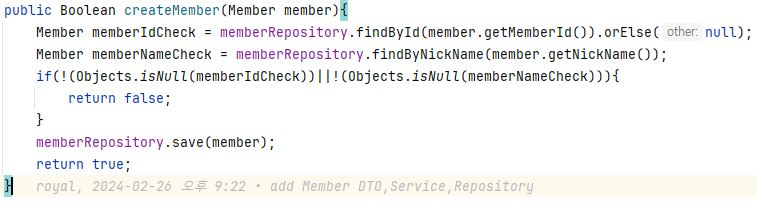 public Boolean createMember(Member member){
    Member memberIdCheck = memberRepository.findById(member.getMemberId()).orElse( other: null);
    Member memberNameCheck = memberRepository.findByNickName(member.getNickName());
    if(!(Objects.isNull(memberIdCheck))||!(Objects.isNull(memberNameCheck))){
        return false;
    }
    memberRepository.save(member);
    return true;
}    royal, 2024-02-26 오후 9:22 • add Member DTO,Service,Repository